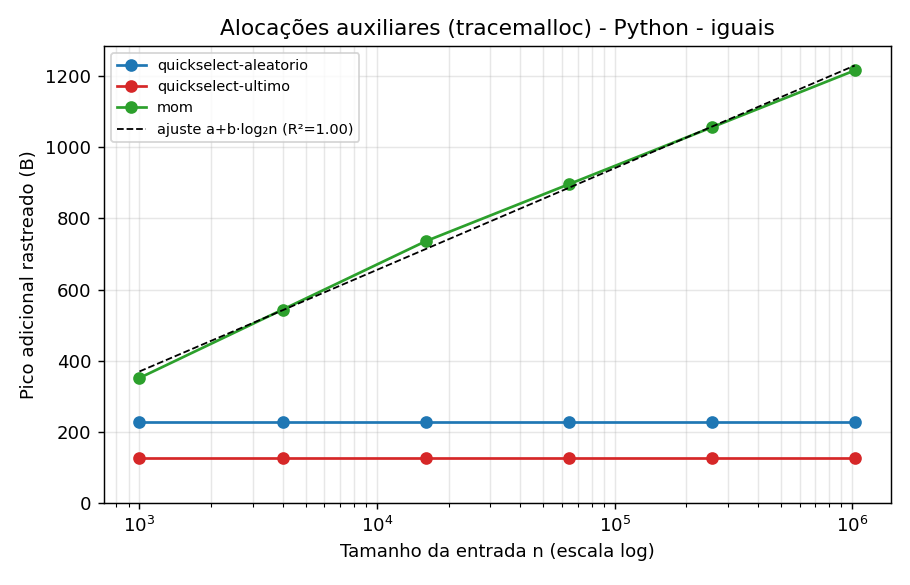 Alocações auxiliares (tracemalloc) - Python - iguais
quickselect-aleatorio
quickselect-ultimo
mom
ajuste a+b·log₂n (R²=1.00)
Pico adicional rastreado (B)
1200
1000
800
600
400
200
0
10³
10⁴
10⁵
10⁶
Tamanho da entrada n (escala log)